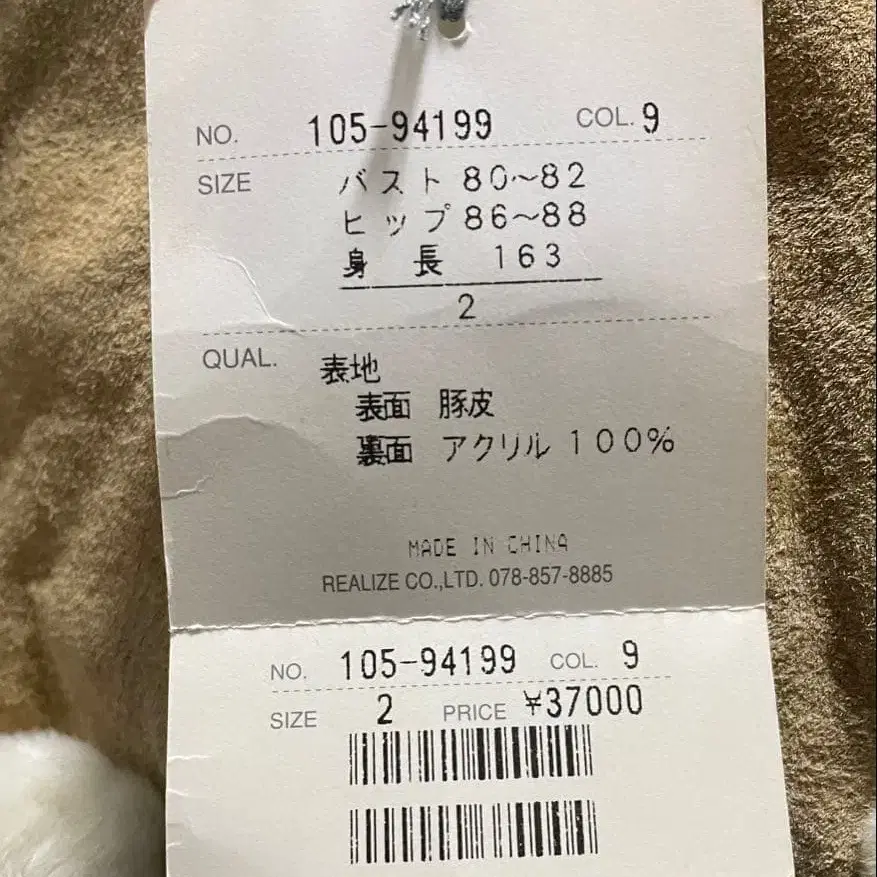 NO. 105-94199 COL. 9
SIZE バスト 80〜82
ヒップ 86〜88
身長 163
2
QUAL. 表地
表面 豚皮
裏面 アクリル 100%
MADE IN CHINA
REALIZE CO.,LTD. 078-857-8885
NO. 105-94199 COL. 9
SIZE 2 PRICE ¥37000